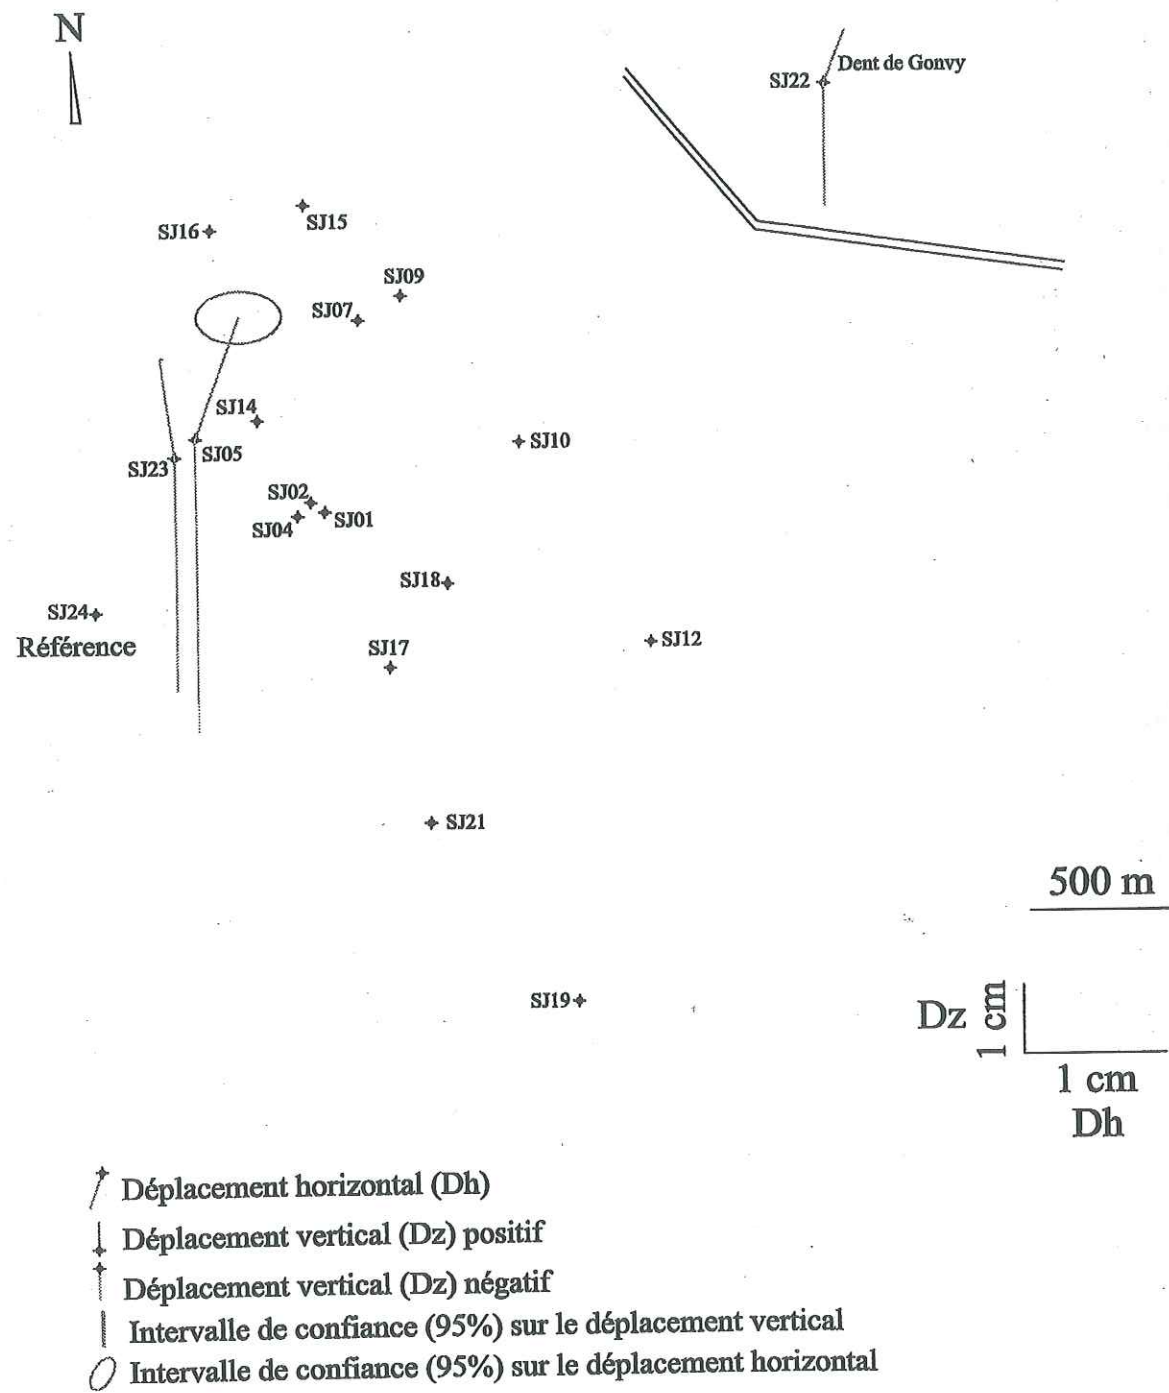 N
Dent de Gonvy
SJ22
SJ15
SJ16
SJ09
SJ07
SJ14
SJ05
SJ10
SJ23
SJ02
SJ01
SJ04
SJ18
SJ24
Référence
SJ12
SJ17
SJ21
500 m
SJ19
Dz
1 cm
1 cm
Dh
Déplacement horizontal (Dh)
Déplacement vertical (Dz) positif
Déplacement vertical (Dz) négatif
Intervalle de confiance (95%) sur le déplacement vertical
Intervalle de confiance (95%) sur le déplacement horizontal